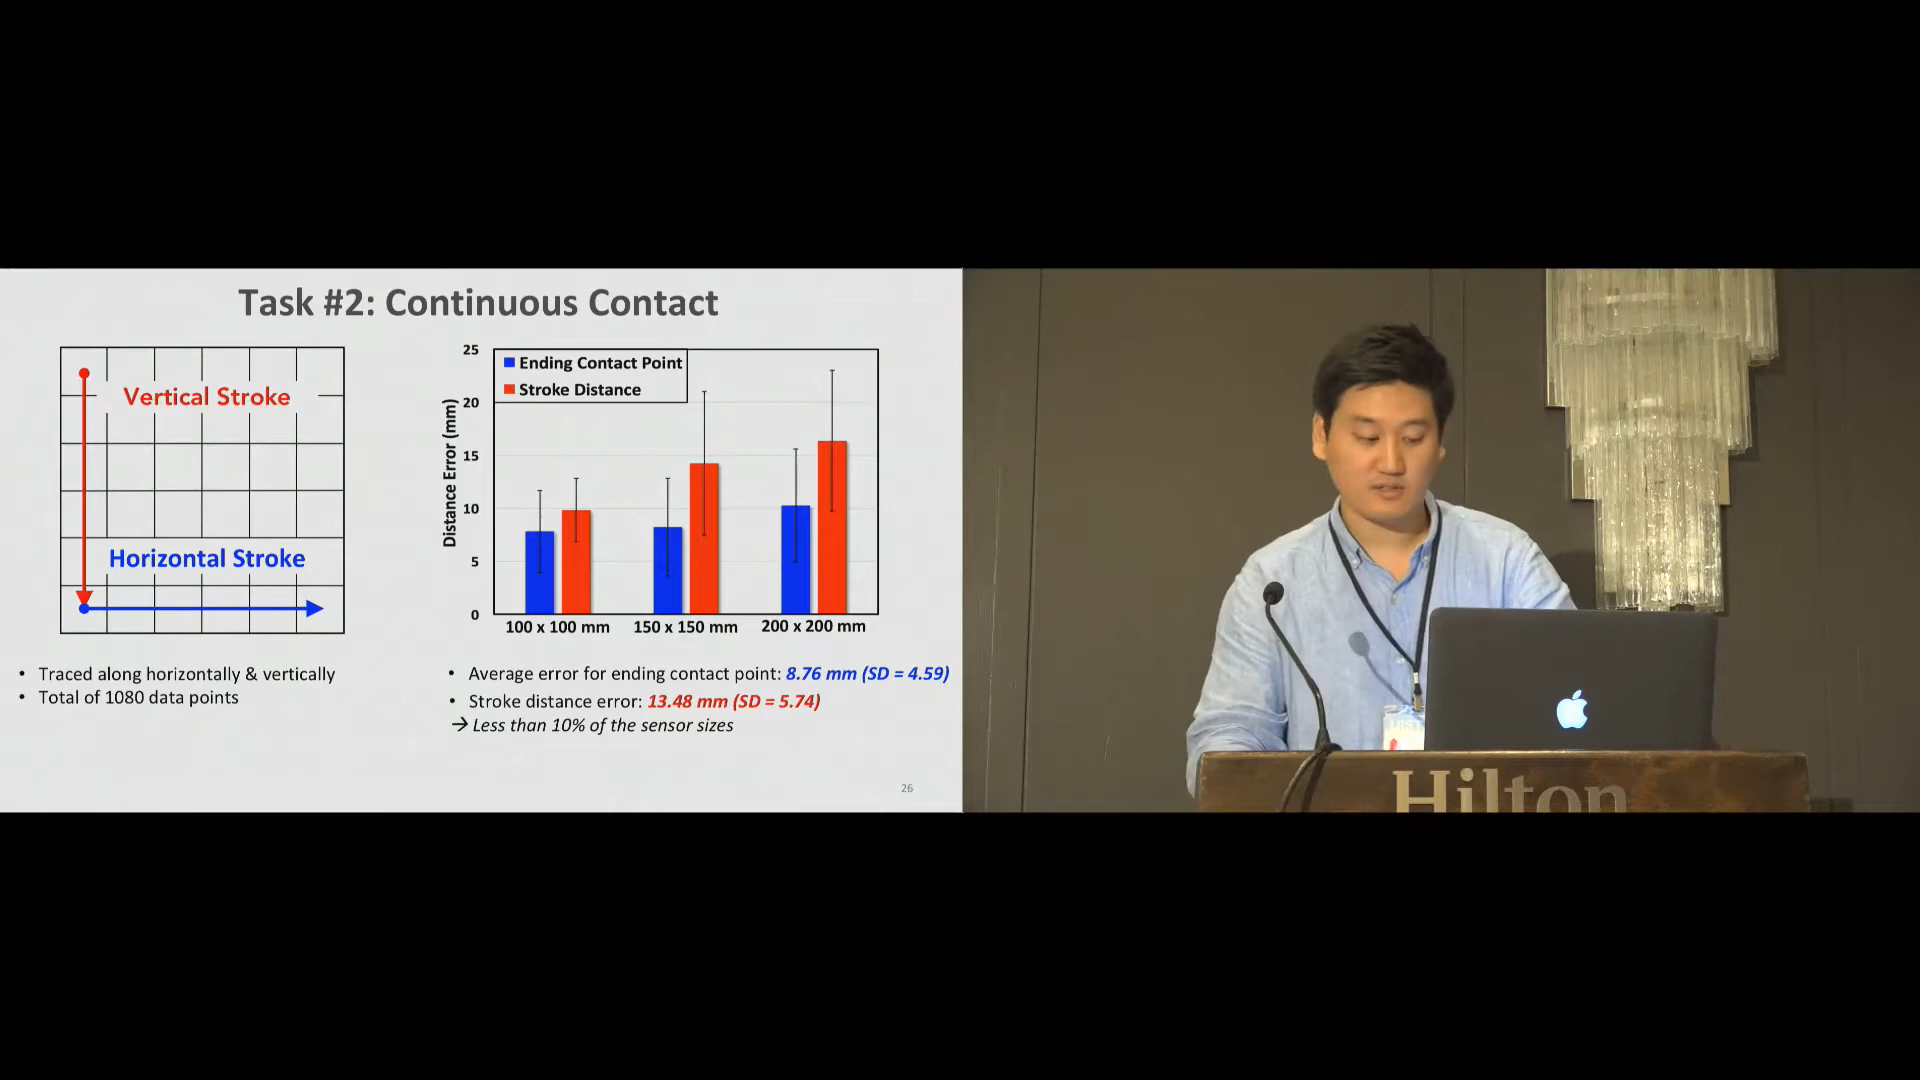 Task #2: Continuous Contact
Vertical Stroke
Horizontal Stroke
• Traced along horizontally & vertically
• Total of 1080 data points
Distance Error (mm)
25
20
15
10
5
0
Ending Contact Point
Stroke Distance
100 x 100 mm
150 x 150 mm
200 x 200 mm
• Average error for ending contact point: 8.76 mm (SD = 4.59)
• Stroke distance error: 13.48 mm (SD = 5.74)
→ Less than 10% of the sensor sizes
26
Hilton